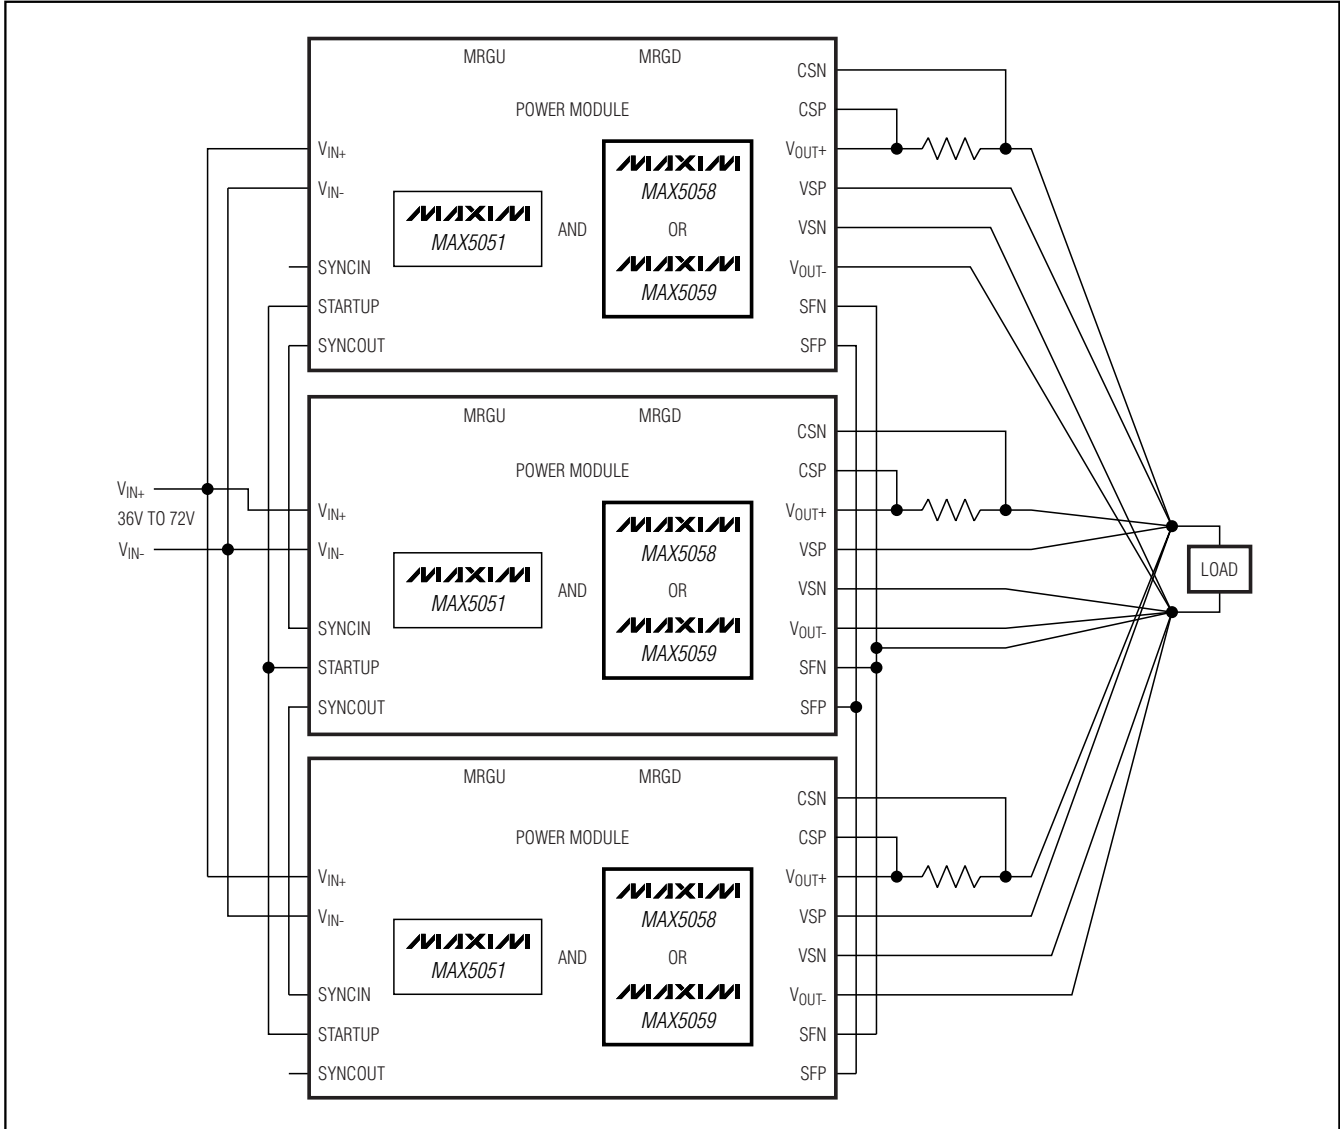 MRGU MRGD
CSN
POWER MODULE
CSP
VIN+
VOUT+
MAXIM
MAX5058
VIN-
VSP
MAXIM
MAX5051
AND
OR
VSN
MAXIM
MAX5059
SYNCIN
VOUT-
STARTUP
SFN
SYNCOUT
SFP
MRGU MRGD
CSN
POWER MODULE
CSP
VIN+
36V TO 72V
VIN-
VIN+
VOUT+
MAXIM
MAX5058
VIN-
VSP
MAXIM
MAX5051
AND
OR
VSN
MAXIM
MAX5059
SYNCIN
VOUT-
STARTUP
SFN
SYNCOUT
SFP
LOAD
MRGU MRGD
CSN
POWER MODULE
CSP
VIN+
VOUT+
MAXIM
MAX5058
VIN-
VSP
MAXIM
MAX5051
AND
OR
VSN
MAXIM
MAX5059
SYNCIN
VOUT-
STARTUP
SFN
SYNCOUT
SFP